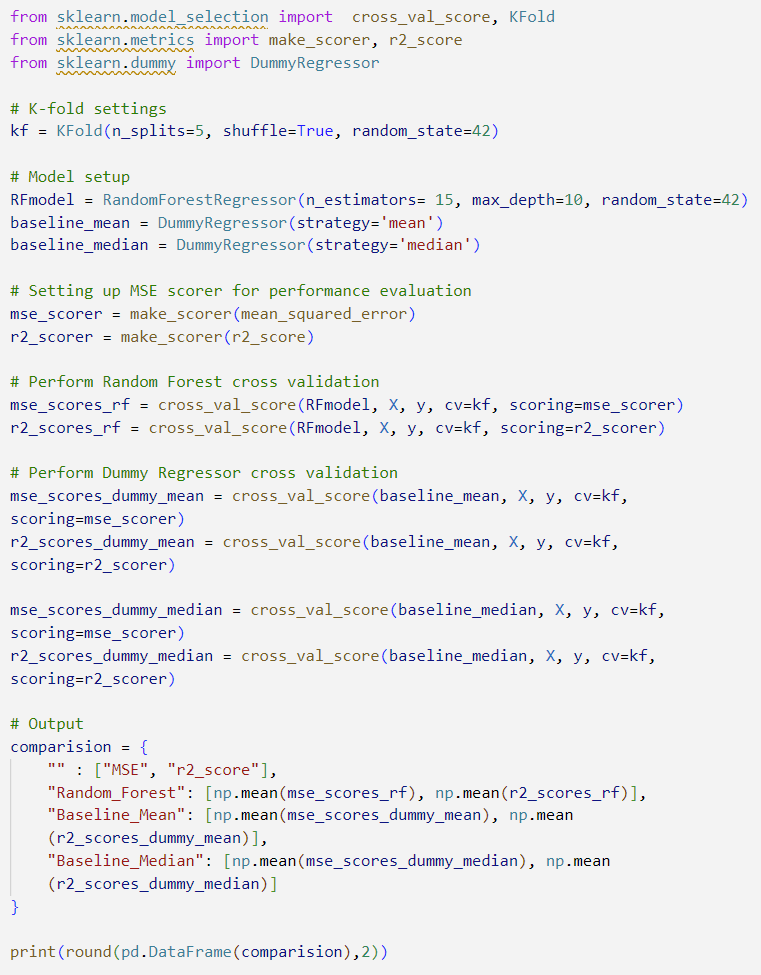 from sklearn.model_selection import  cross_val_score, KFold
from sklearn.metrics import make_scorer, r2_score
from sklearn.dummy import DummyRegressor

# K-fold settings
kf = KFold(n_splits=5, shuffle=True, random_state=42)

# Model setup
RFmodel = RandomForestRegressor(n_estimators= 15, max_depth=10, random_state=42)
baseline_mean = DummyRegressor(strategy='mean')
baseline_median = DummyRegressor(strategy='median')

# Setting up MSE scorer for performance evaluation
mse_scorer = make_scorer(mean_squared_error)
r2_scorer = make_scorer(r2_score)

# Perform Random Forest cross validation
mse_scores_rf = cross_val_score(RFmodel, X, y, cv=kf, scoring=mse_scorer)
r2_scores_rf = cross_val_score(RFmodel, X, y, cv=kf, scoring=r2_scorer)

# Perform Dummy Regressor cross validation
mse_scores_dummy_mean = cross_val_score(baseline_mean, X, y, cv=kf,
scoring=mse_scorer)
r2_scores_dummy_mean = cross_val_score(baseline_mean, X, y, cv=kf,
scoring=r2_scorer)

mse_scores_dummy_median = cross_val_score(baseline_median, X, y, cv=kf,
scoring=mse_scorer)
r2_scores_dummy_median = cross_val_score(baseline_median, X, y, cv=kf,
scoring=r2_scorer)

# Output
comparision = {
    "" : ["MSE", "r2_score"],
    "Random_Forest": [np.mean(mse_scores_rf), np.mean(r2_scores_rf)],
    "Baseline_Mean": [np.mean(mse_scores_dummy_mean), np.mean
    (r2_scores_dummy_mean)],
    "Baseline_Median": [np.mean(mse_scores_dummy_median), np.mean
    (r2_scores_dummy_median)]
}

print(round(pd.DataFrame(comparision),2))